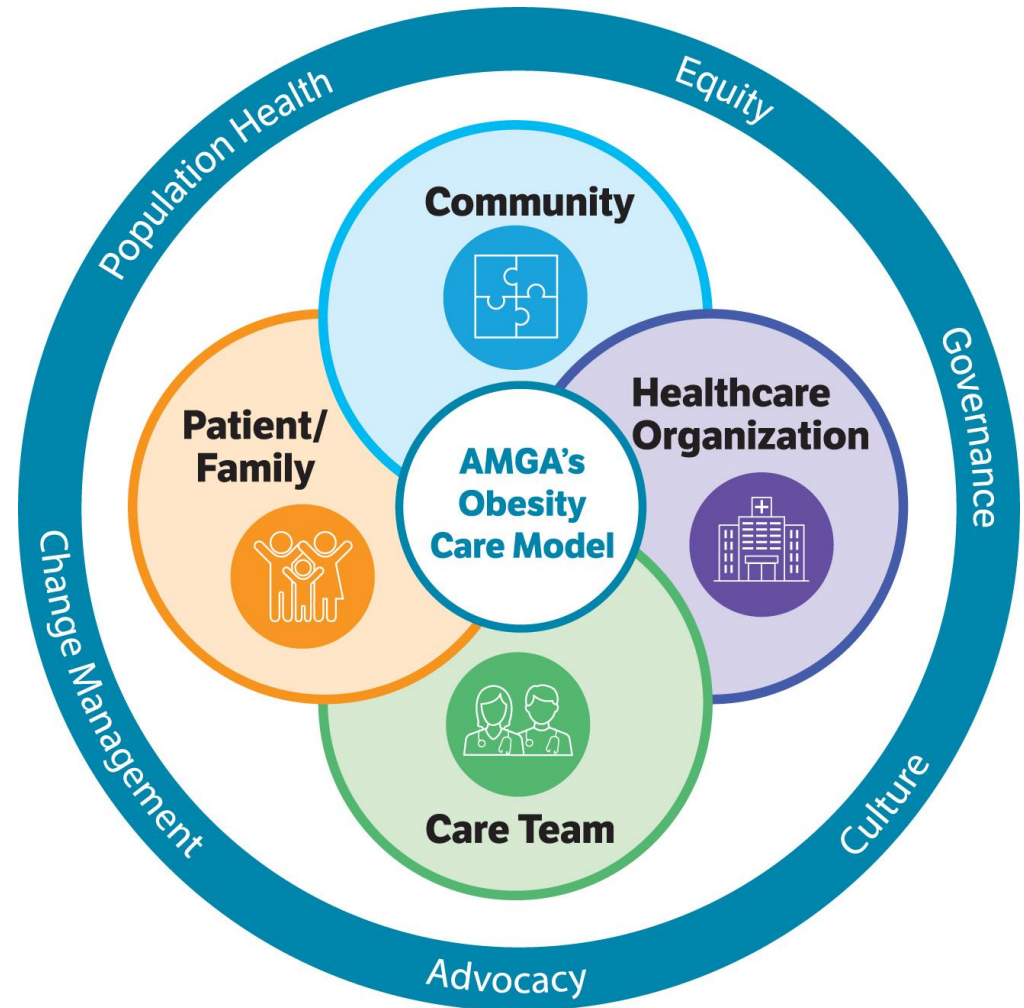 Population Health
Equity
Community
Patient/
Family
AMGA's
Obesity
Care Model
Healthcare
Organization
Governance
Change Management
Care Team
Culture
Advocacy